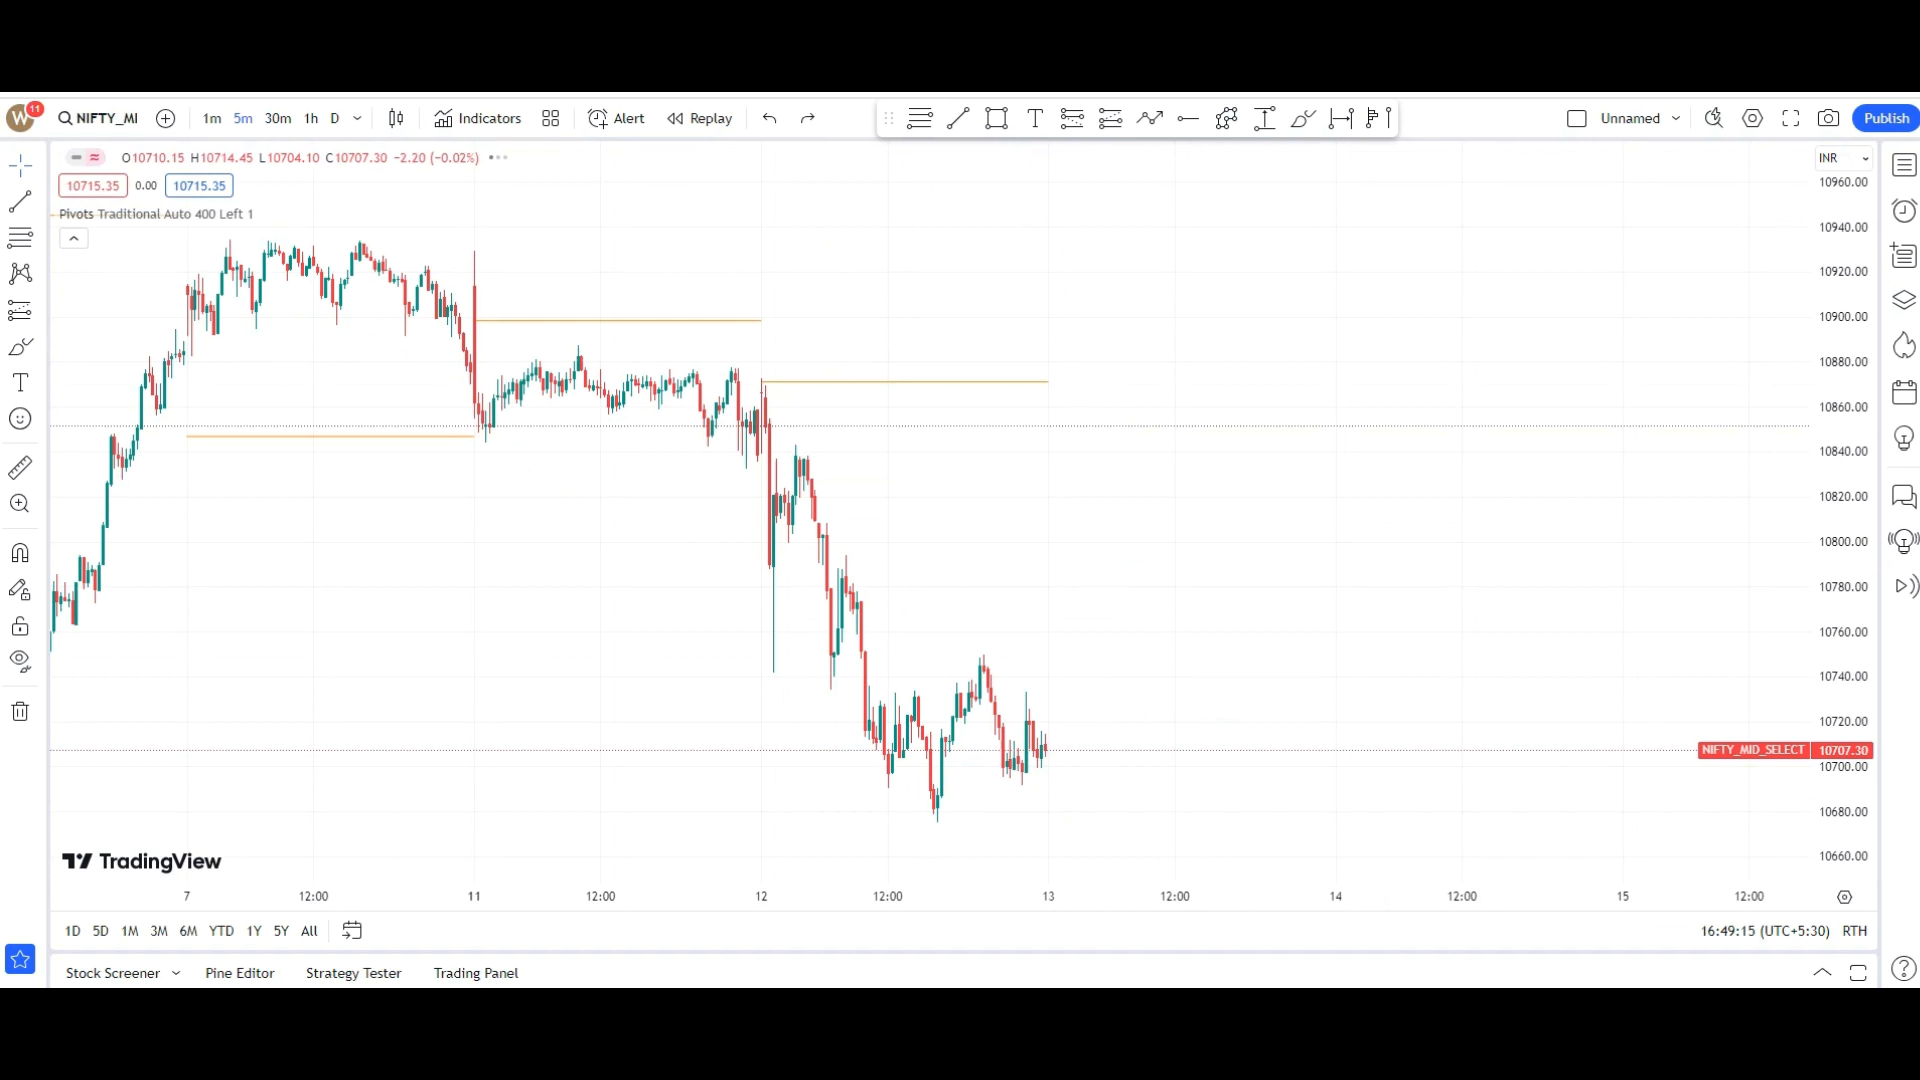 W 11 NIFTY_MI 1m 5m 30m 1h D Indicators Alert Replay T Unnamed Publish
O10710.15 H10714.45 L10704.10 C10707.30 −2.20 (−0.02%)
INR
10715.35 0.00 10715.35
Pivots Traditional Auto 400 Left 1
10960.00
10940.00
10920.00
10900.00
10880.00
10860.00
10840.00
10820.00
10800.00
10780.00
10760.00
10740.00
10720.00
NIFTY_MID_SELECT 10707.30
10700.00
10680.00
10660.00
TradingView
7 12:00 11 12:00 12 12:00 13 12:00 14 12:00 15 12:00
1D 5D 1M 3M 6M YTD 1Y 5Y All 16:49:15 (UTC+5:30) RTH
Stock Screener Pine Editor Strategy Tester Trading Panel